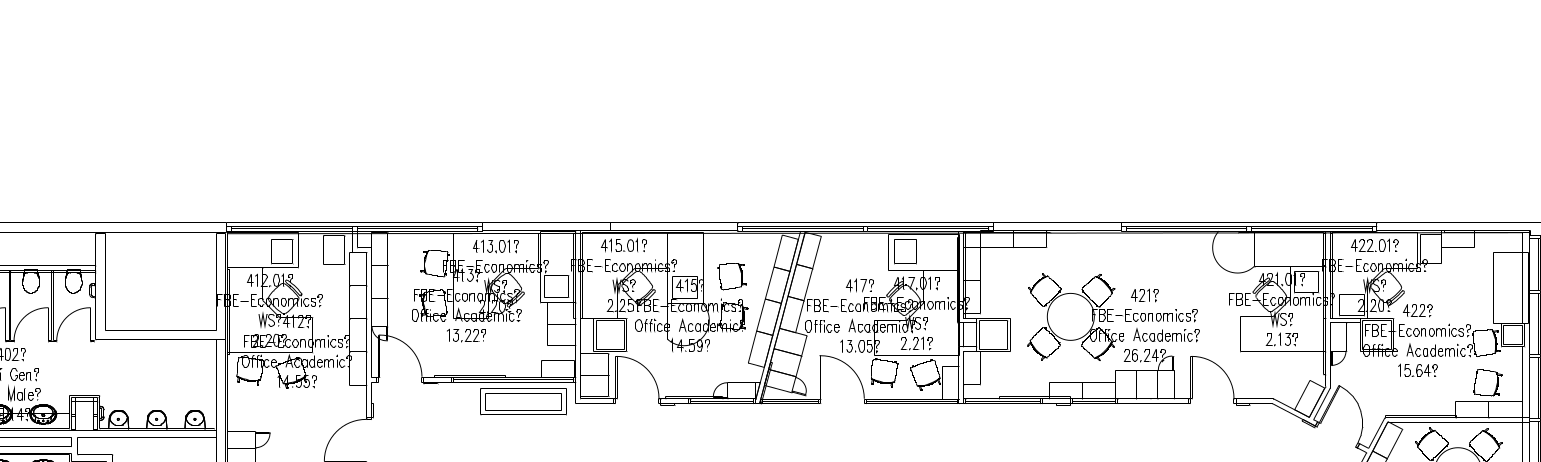 412.01?
FBE-Economics?
WS?
2.20?
412?
FBE-Economics?
Office Academic?
14.55?
413.01?
FBE-Economics?
WS?
2.20?
413?
FBE-Economics?
Office Academic?
13.22?
415.01?
FBE-Economics?
WS?
2.25?
415?
FBE-Economics?
Office Academic?
14.59?
417?
FBE-Economics?
Office Academic?
13.05?
417.01?
FBE-Economics?
WS?
2.21?
421?
FBE-Economics?
Office Academic?
26.24?
421.01?
FBE-Economics?
WS?
2.13?
422.01?
FBE-Economics?
WS?
2.20?
422?
FBE-Economics?
Office Academic?
15.64?
402?
Gen?
Male?